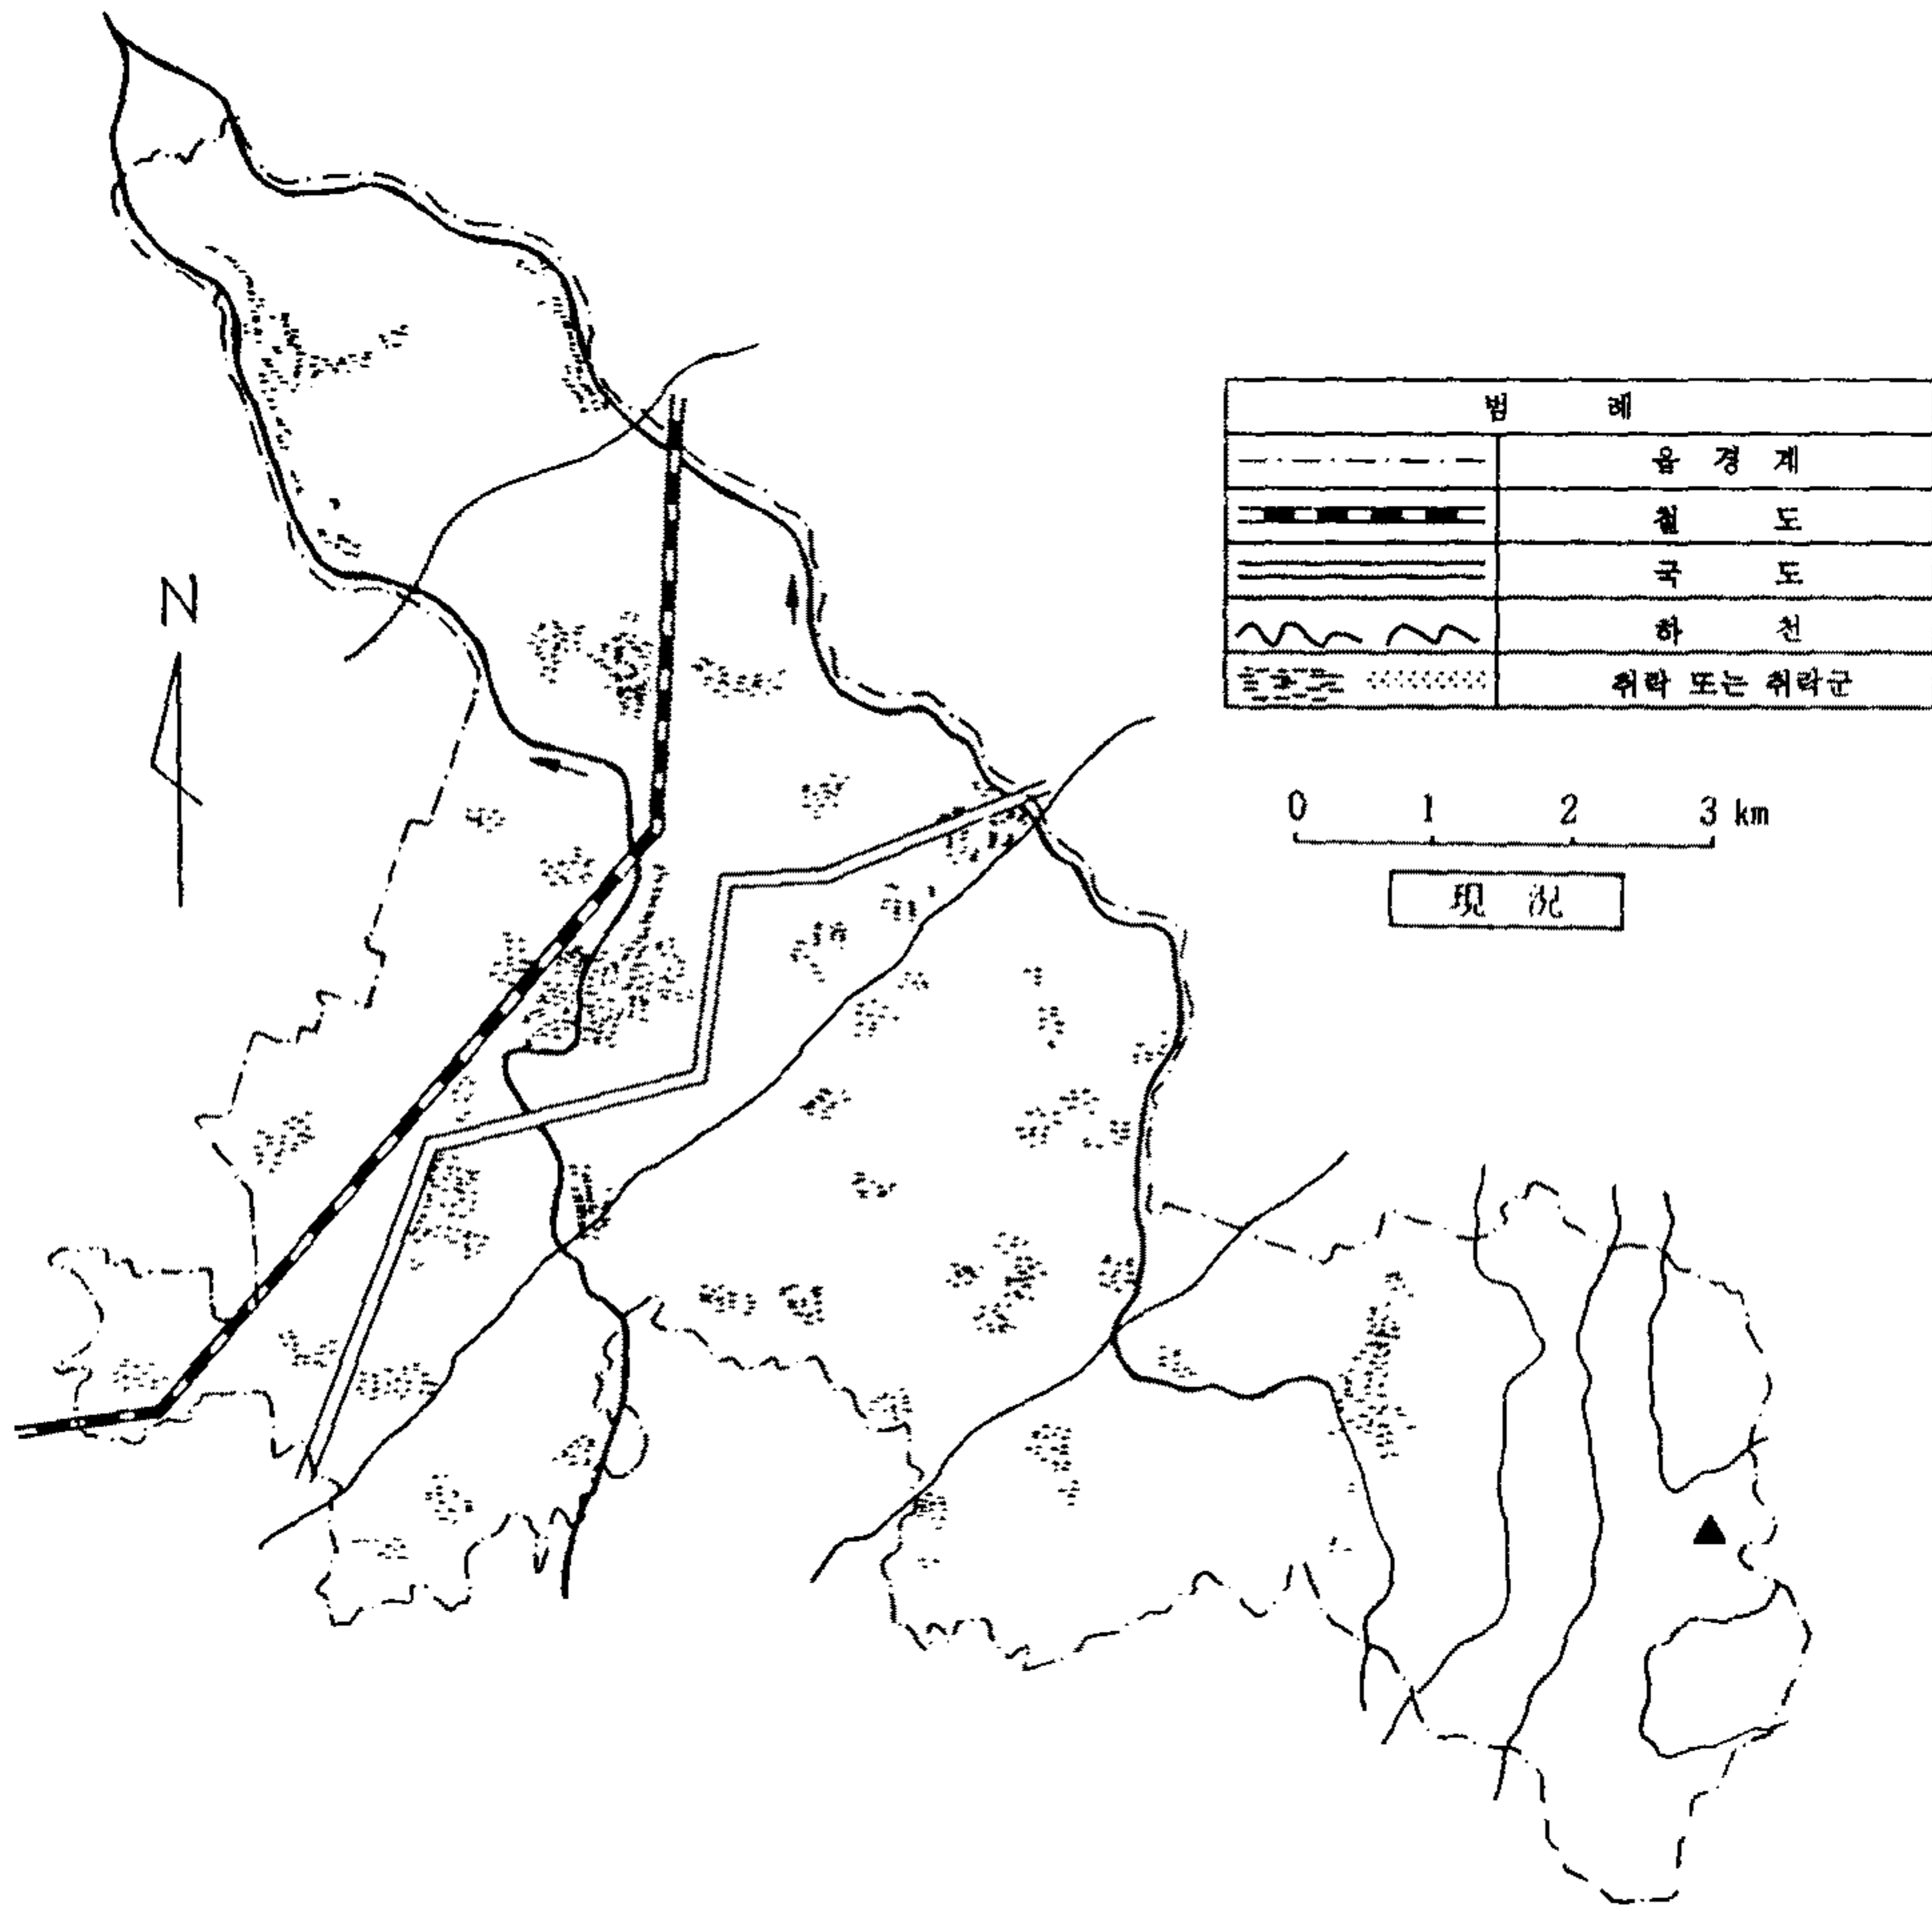 N
범 례
읍 경 계
철 도
국 도
하 천
취락 또는 취락군
0 1 2 3 km
現 況